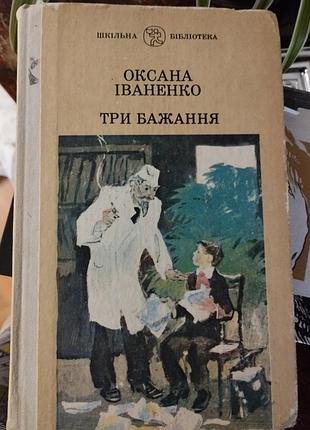 ШКІЛЬНА БІБЛІОТЕКА
ОКСАНА
ІВАНЕНКО
ТРИ БАЖАННЯ